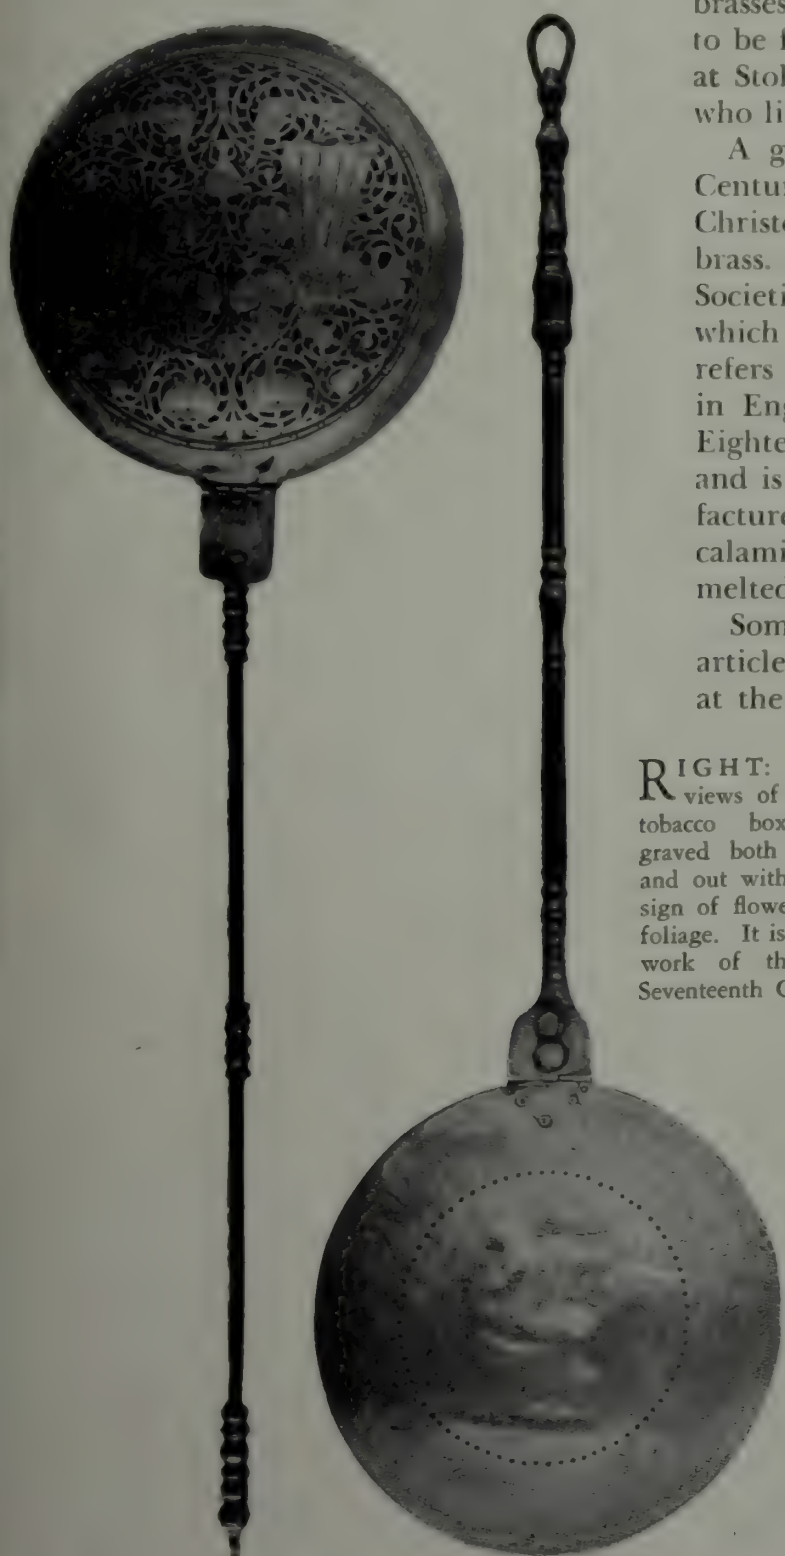 brasses
to be f
at Stol
who li
A g
Centu
Christ
brass.
Societi
which
refers
in Eng
Eighte
and is
facture
calami
melted
Som
article
at the
RIGHT:
views of
tobacco box
graved both
and out with
sign of flowe
foliage. It is
work of th
Seventeenth C
8